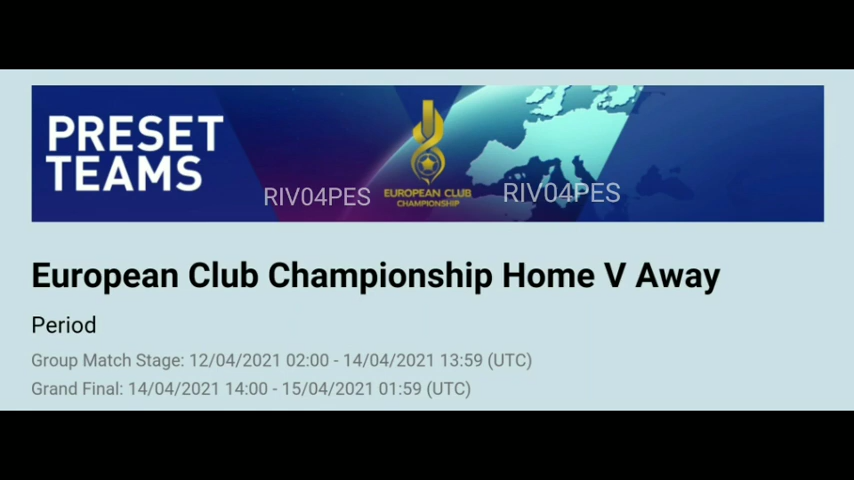 PRESET
TEAMS
RIV04PES
EUROPEAN CLUB
CHAMPIONSHIP
RIV04PES
European Club Championship Home V Away
Period
Group Match Stage: 12/04/2021 02:00 - 14/04/2021 13:59 (UTC)
Grand Final: 14/04/2021 14:00 - 15/04/2021 01:59 (UTC)